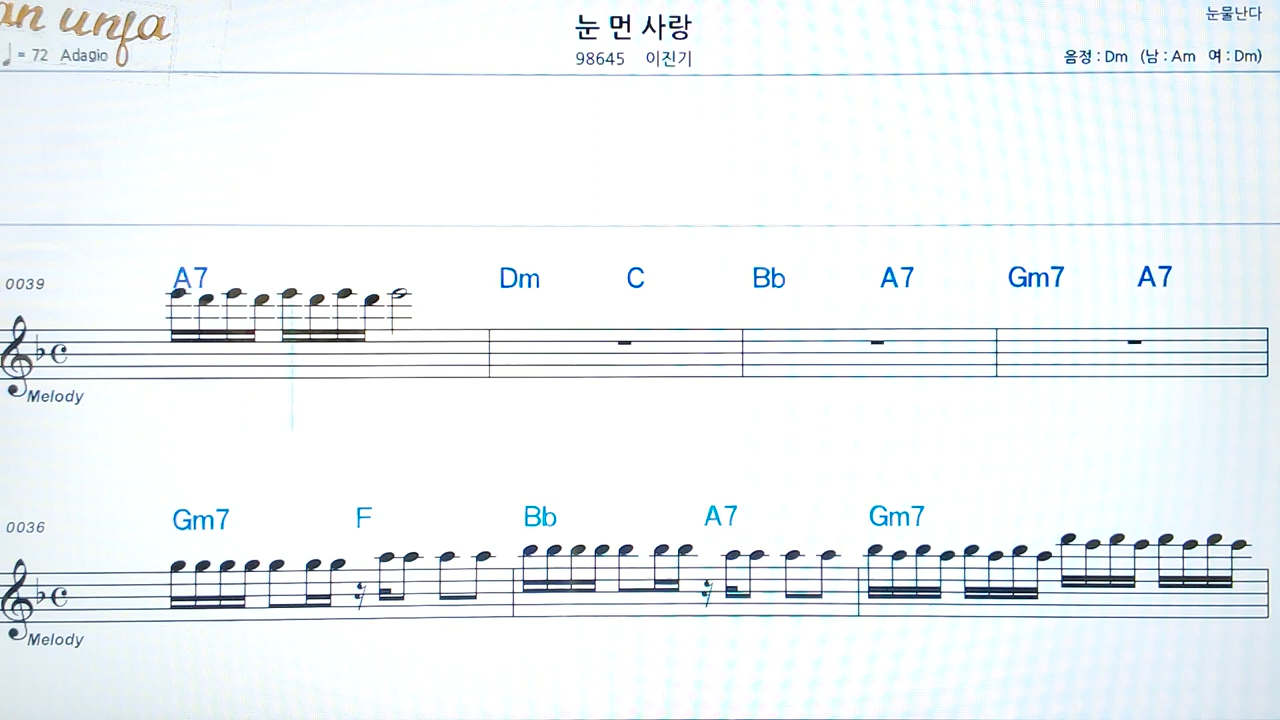 눈 먼 사랑
눈물난다
♩ = 72 Adagio
98645 이진기
음정 : Dm (남 : Am 여 : Dm)
0039
A7 Dm C Bb A7 Gm7 A7
Melody
0036
Gm7 F Bb A7 Gm7
Melody